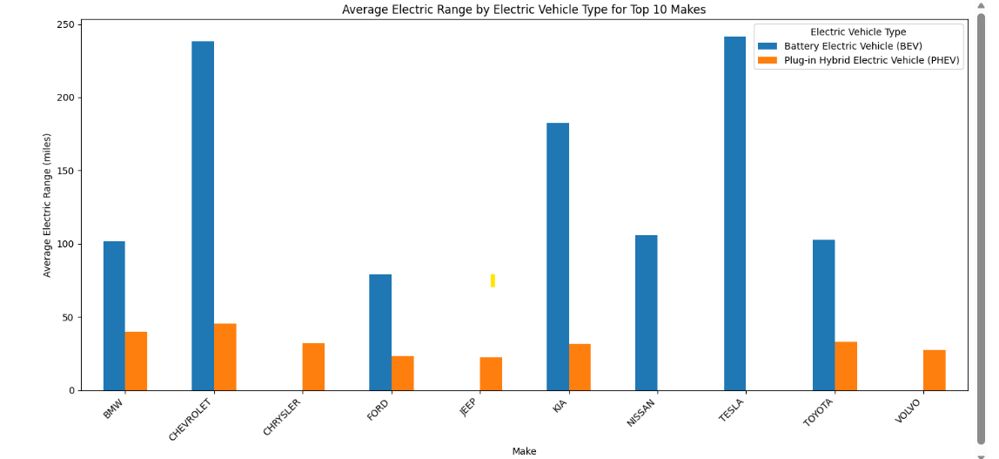 Average Electric Range by Electric Vehicle Type for Top 10 Makes
Electric Vehicle Type
Battery Electric Vehicle (BEV)
Plug-in Hybrid Electric Vehicle (PHEV)
Average Electric Range (miles)
250
200
150
100
50
0
BMW
CHEVROLET
CHRYSLER
FORD
JEEP
KIA
NISSAN
TESLA
TOYOTA
VOLVO
Make